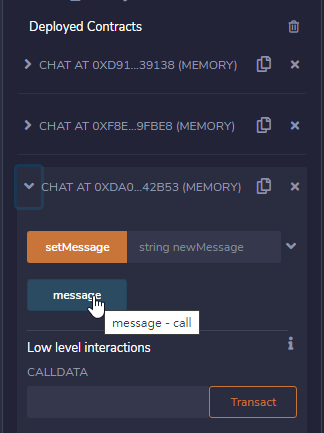 Deployed Contracts
CHAT AT 0XD91...39138 (MEMORY)
CHAT AT 0XF8E...9FBE8 (MEMORY)
CHAT AT 0XDA0...42B53 (MEMORY)
setMessage string newMessage
message
message - call
Low level interactions
CALLDATA
Transact